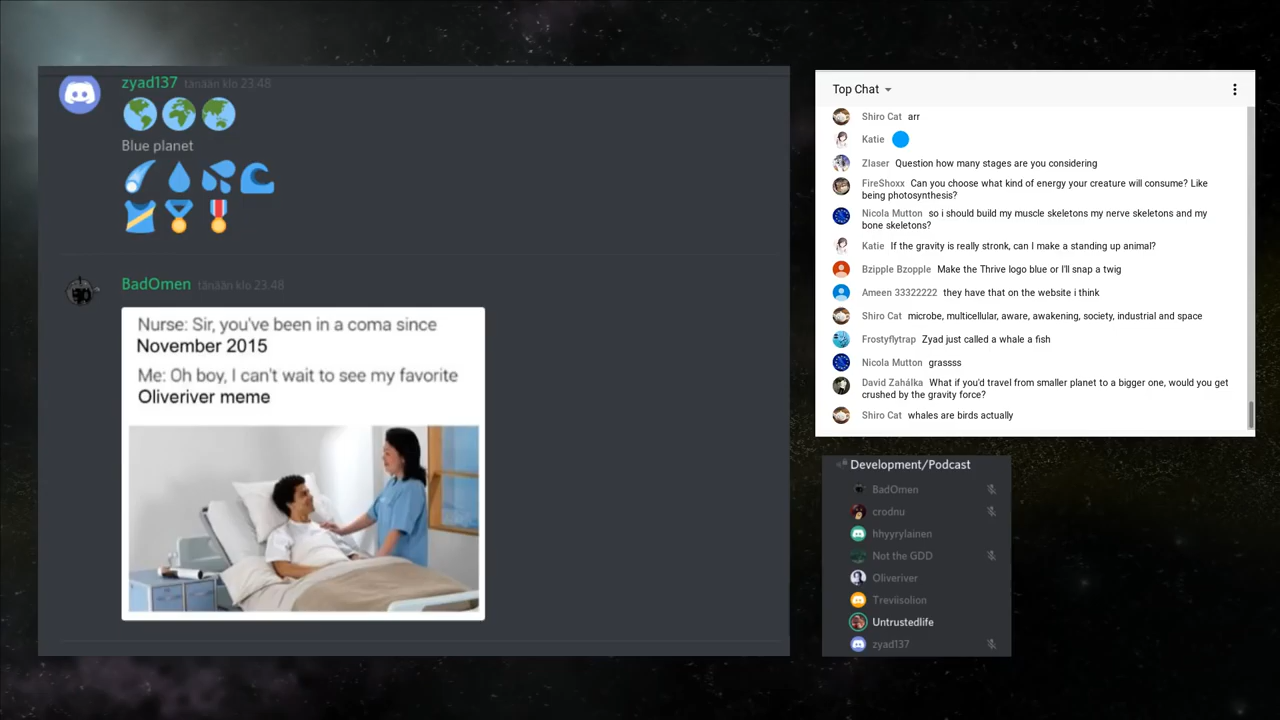 zyad137 tänään klo 23.48
Blue planet
BadOmen tänään klo 23.48
Nurse: Sir, you've been in a coma since
November 2015
Me: Oh boy, I can't wait to see my favorite
Oliveriver meme
Top Chat
Shiro Cat arr
Katie
Zlaser Question how many stages are you considering
FireShoxx Can you choose what kind of energy your creature will consume? Like
being photosynthesis?
Nicola Mutton so i should build my muscle skeletons my nerve skeletons and my
bone skeletons?
Katie If the gravity is really stronk, can I make a standing up animal?
Bzipple Bzopple Make the Thrive logo blue or I'll snap a twig
Ameen 33322222 they have that on the website i think
Shiro Cat microbe, multicellular, aware, awakening, society, industrial and space
Frostyflytrap Zyad just called a whale a fish
Nicola Mutton grassss
David Zahálka What if you'd travel from smaller planet to a bigger one, would you get
crushed by the gravity force?
Shiro Cat whales are birds actually
Development/Podcast
BadOmen
crodnu
hhyyrylainen
Not the GDD
Oliveriver
Treviisolion
Untrustedlife
zyad137